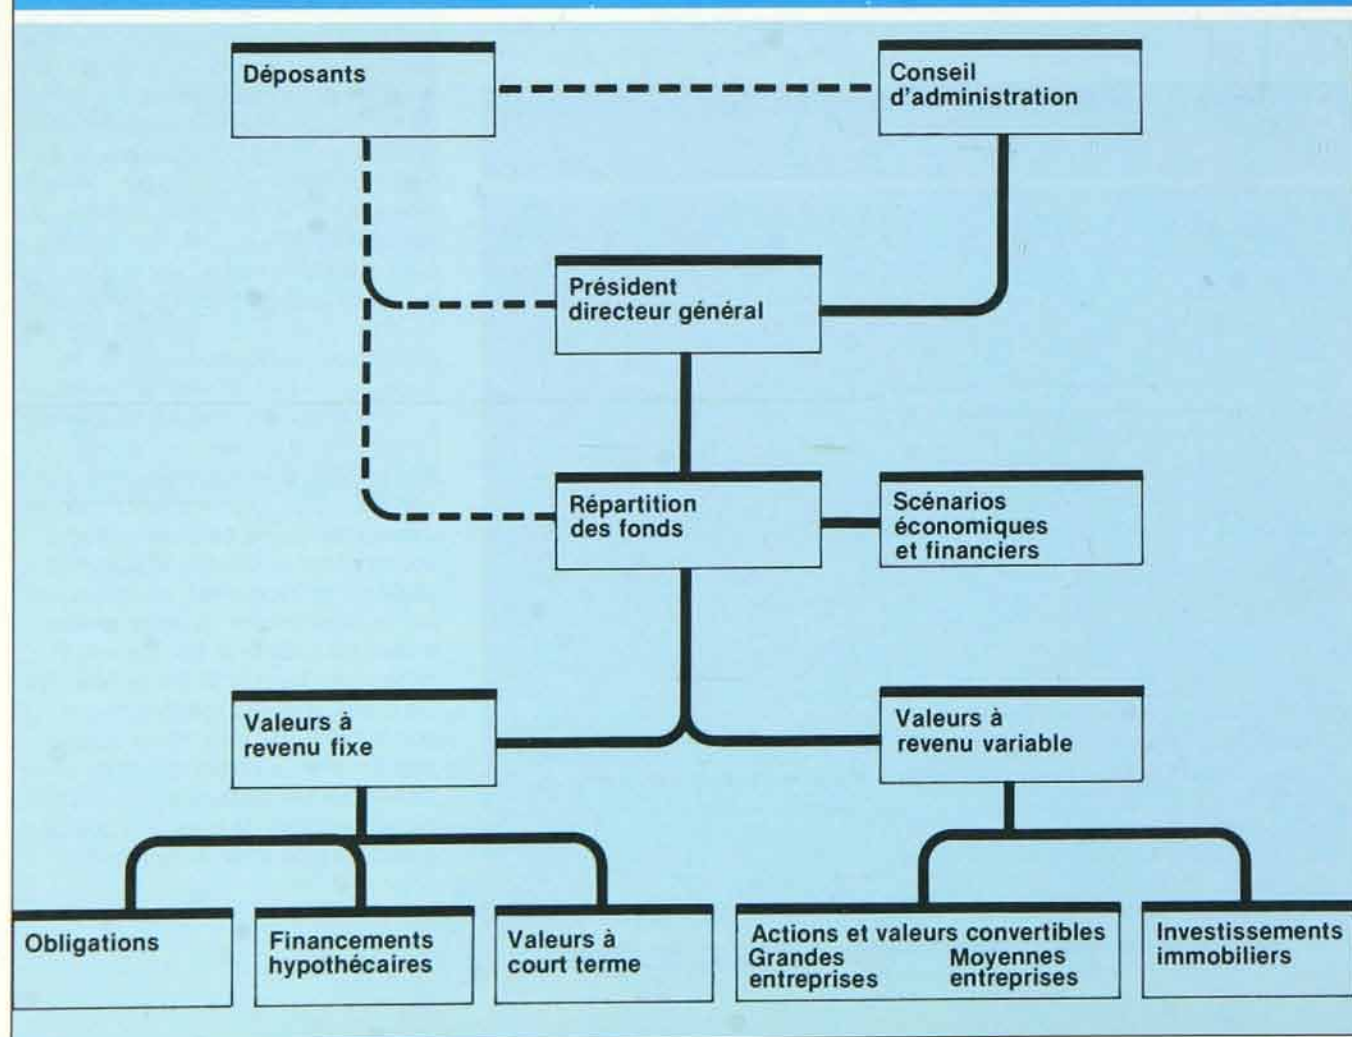 Déposants
Conseil
d'administration
Président
directeur général
Répartition
des fonds
Scénarios
économiques
et financiers
Valeurs à
revenu fixe
Valeurs à
revenu variable
Obligations
Financements
hypothécaires
Valeurs à
court terme
Actions et valeurs convertibles
Grandes
entreprises
Moyennes
entreprises
Investissements
immobiliers